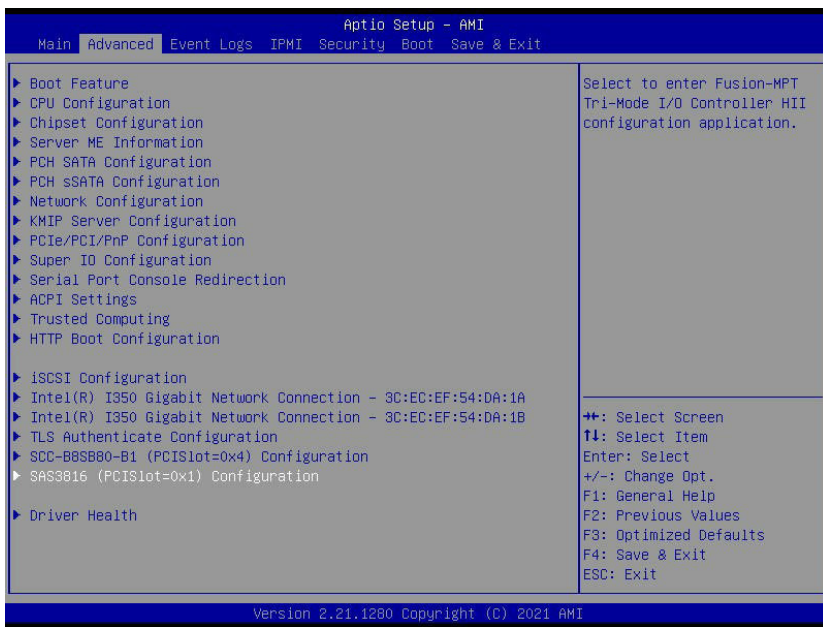 Aptio Setup - AMI
Main Advanced Event Logs IPMI Security Boot Save & Exit
▶ Boot Feature
▶ CPU Configuration
▶ Chipset Configuration
▶ Server ME Information
▶ PCH SATA Configuration
▶ PCH sSATA Configuration
▶ Network Configuration
▶ KMIP Server Configuration
▶ PCIe/PCI/PnP Configuration
▶ Super IO Configuration
▶ Serial Port Console Redirection
▶ ACPI Settings
▶ Trusted Computing
▶ HTTP Boot Configuration
▶ iSCSI Configuration
▶ Intel(R) I350 Gigabit Network Connection - 3C:EC:EF:54:DA:1A
▶ Intel(R) I350 Gigabit Network Connection - 3C:EC:EF:54:DA:1B
▶ TLS Authenticate Configuration
▶ SCC-B8SB80-B1 (PCISlot=0x4) Configuration
▶ SAS3816 (PCISlot=0x1) Configuration
▶ Driver Health
Select to enter Fusion-MPT
Tri-Mode I/O Controller HII
configuration application.
→←: Select Screen
↑↓: Select Item
Enter: Select
+/-: Change Opt.
F1: General Help
F2: Previous Values
F3: Optimized Defaults
F4: Save & Exit
ESC: Exit
Version 2.21.1280 Copyright (C) 2021 AMI